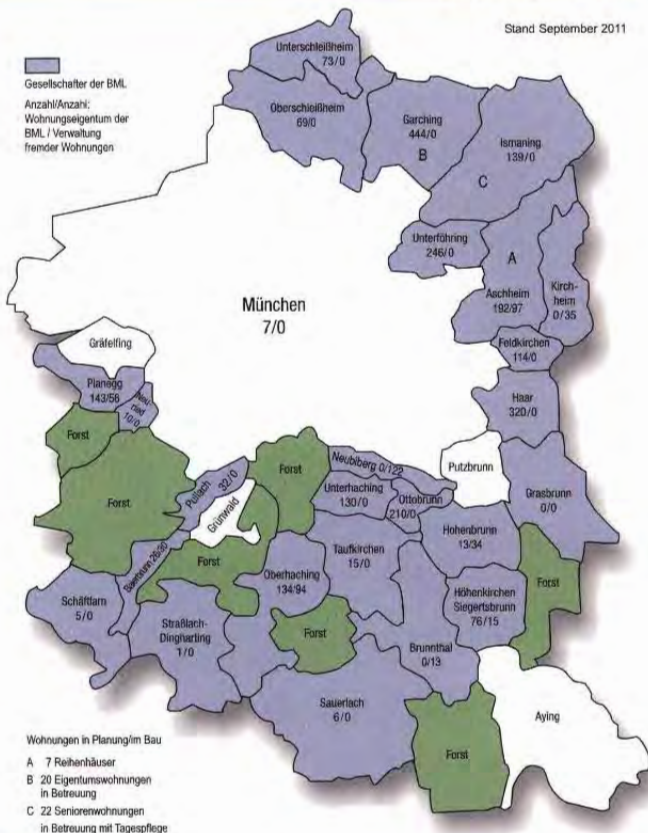 Stand September 2011
Gesellschafter der BML
Anzahl/Anzahl:
Wohnungseigentum der
BML / Verwaltung
fremder Wohnungen
Unterschleißheim
73/0
Oberschleißheim
69/0
Garching
444/0
B
Ismaning
139/0
C
Unterföhring
246/0
A
Aschheim
192/97
Kirch-
heim
0/35
Feldkirchen
114/0
München
7/0
Gräfelfing
Planegg
143/56
Neu-
ried
10/0
Haar
320/0
Putzbrunn
Grasbrunn
0/0
Forst
Forst
Pullach 32/0
Grünwald
Forst
Neubiberg 0/122
Unterhaching
130/0
Ottobrunn
210/0
Hohenbrunn
13/34
Forst
Baierbrunn 26/30
Forst
Oberhaching
134/94
Taufkirchen
15/0
Höhenkirchen
Siegertsbrunn
76/15
Schäftlarn
5/0
Straßlach-
Dingharting
1/0
Forst
Brunnthal
0/13
Sauerlach
6/0
Forst
Aying
Wohnungen in Planung/im Bau
A 7 Reihenhäuser
B 20 Eigentumswohnungen
in Betreuung
C 22 Seniorenwohnungen
in Betreuung mit Tagespflege